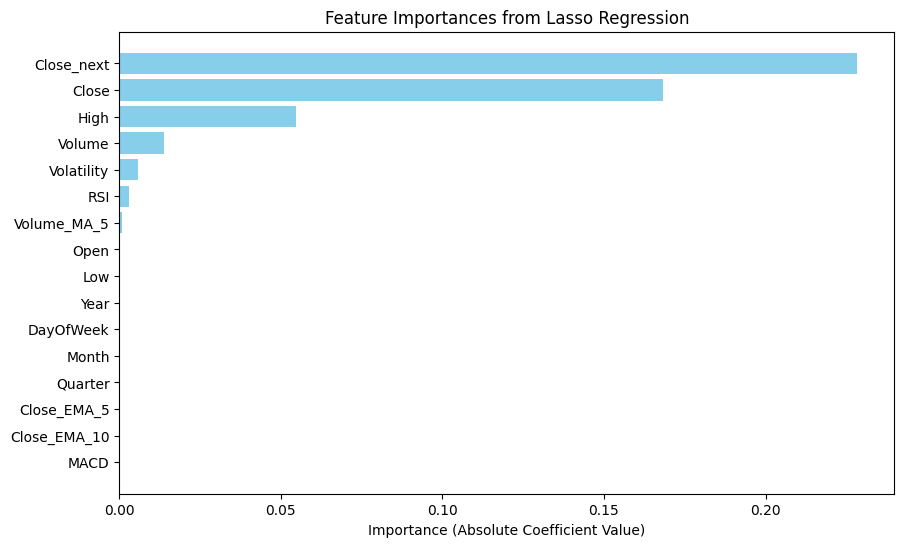 Feature Importances from Lasso Regression
Close_next
Close
High
Volume
Volatility
RSI
Volume_MA_5
Open
Low
Year
DayOfWeek
Month
Quarter
Close_EMA_5
Close_EMA_10
MACD
0.00 0.05 0.10 0.15 0.20
Importance (Absolute Coefficient Value)